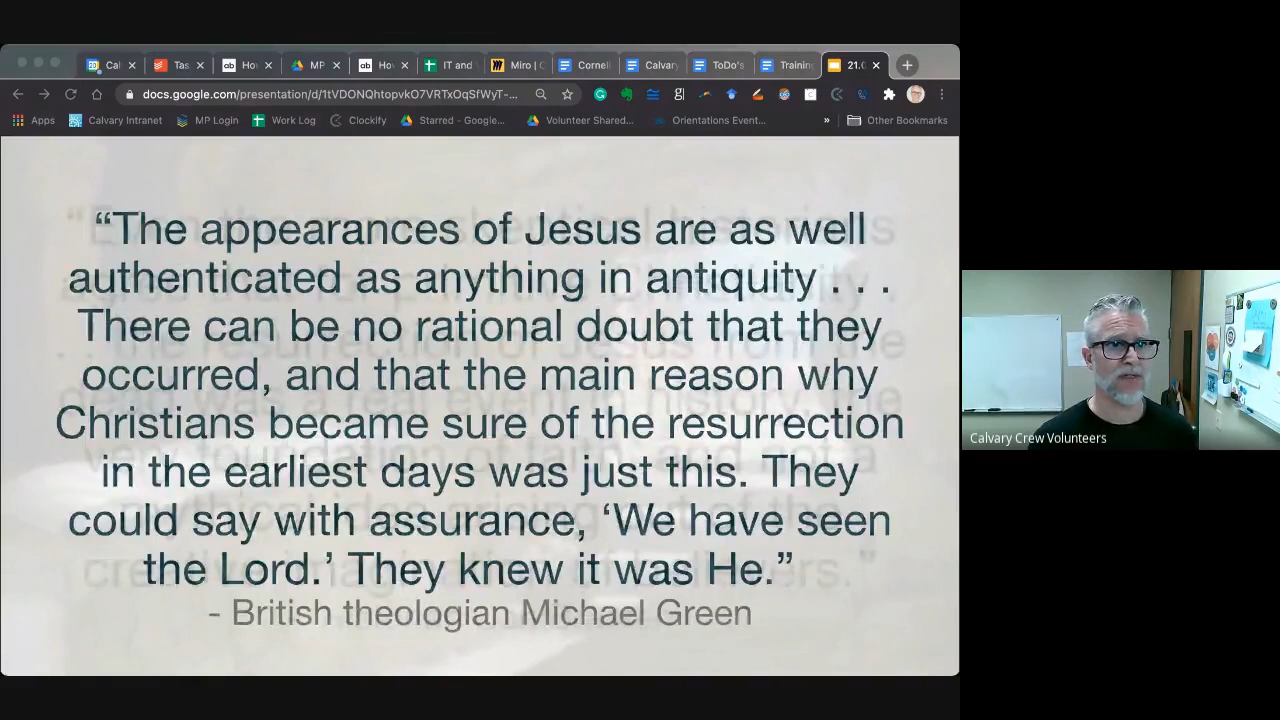 Cal
Tas
Hov
MP
Hov
IT and
Miro | C
Cornell
Calvary
ToDo's
Training
21.0
docs.google.com/presentation/d/1tVDONQhtopvkO7VRTxOqSfWyT-...
Apps
Calvary Intranet
MP Login
Work Log
Clockify
Starred - Google...
Volunteer Shared...
Orientations Event...
»
Other Bookmarks
“The appearances of Jesus are as well
authenticated as anything in antiquity . . .
There can be no rational doubt that they
occurred, and that the main reason why
Christians became sure of the resurrection
in the earliest days was just this. They
could say with assurance, ‘We have seen
the Lord.’ They knew it was He.”
- British theologian Michael Green
Calvary Crew Volunteers